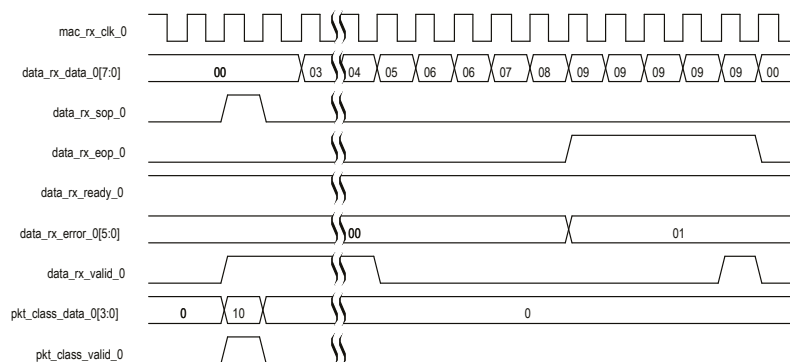 mac_rx_clk_0
data_rx_data_0[7:0] 00 03 04 05 06 06 07 08 09 09 09 09 09 00
data_rx_sop_0
data_rx_eop_0
data_rx_ready_0
data_rx_error_0[5:0] 00 01
data_rx_valid_0
pkt_class_data_0[3:0] 0 10 0
pkt_class_valid_0